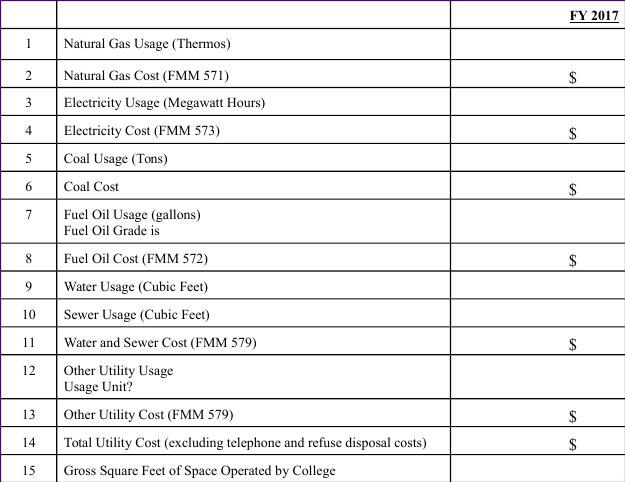 FY 2017
1 Natural Gas Usage (Thermos)
2 Natural Gas Cost (FMM 571) $
3 Electricity Usage (Megawatt Hours)
4 Electricity Cost (FMM 573) $
5 Coal Usage (Tons)
6 Coal Cost $
7 Fuel Oil Usage (gallons)
Fuel Oil Grade is
8 Fuel Oil Cost (FMM 572) $
9 Water Usage (Cubic Feet)
10 Sewer Usage (Cubic Feet)
11 Water and Sewer Cost (FMM 579) $
12 Other Utility Usage
Usage Unit?
13 Other Utility Cost (FMM 579) $
14 Total Utility Cost (excluding telephone and refuse disposal costs) $
15 Gross Square Feet of Space Operated by College